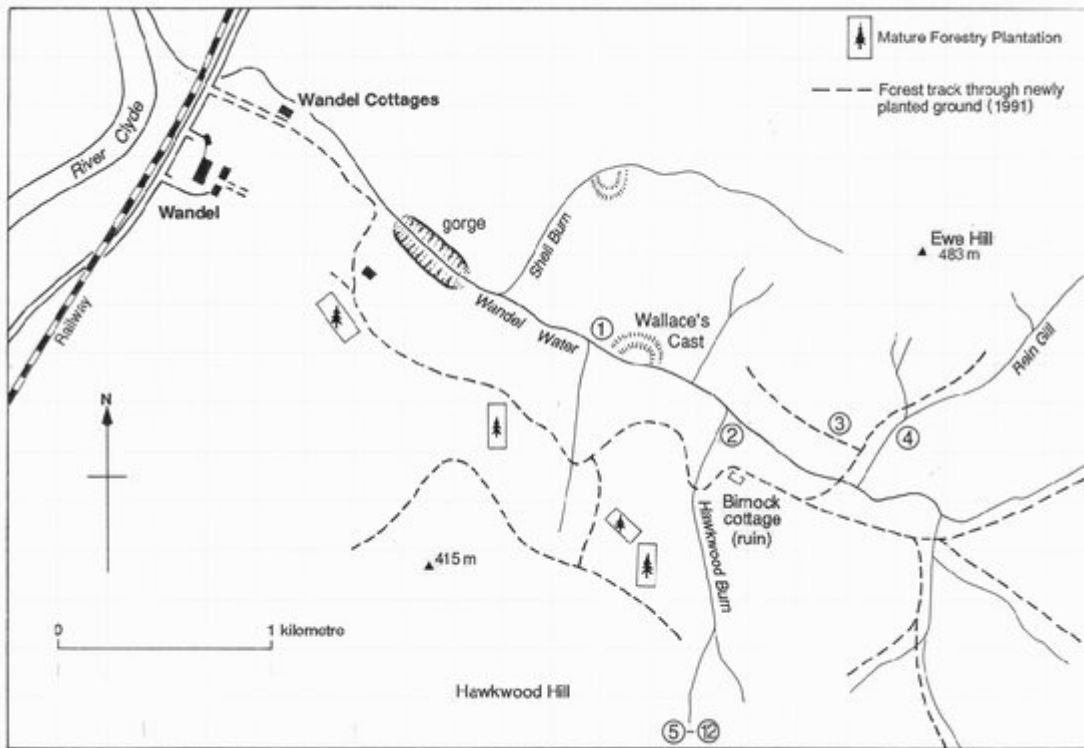 Mature Forestry Plantation
Forest track through newly
planted ground (1991)
Wandel Cottages
River Clyde
Wandel
Railway
gorge
Shell Burn
Ewe Hill
483 m
Wandel Water
Wallace's
Cast
Rein Gill
①
②
③
④
N
Birnock
cottage
(ruin)
Hawkwood Burn
415 m
0
1 kilometre
Hawkwood Hill
⑤-⑫